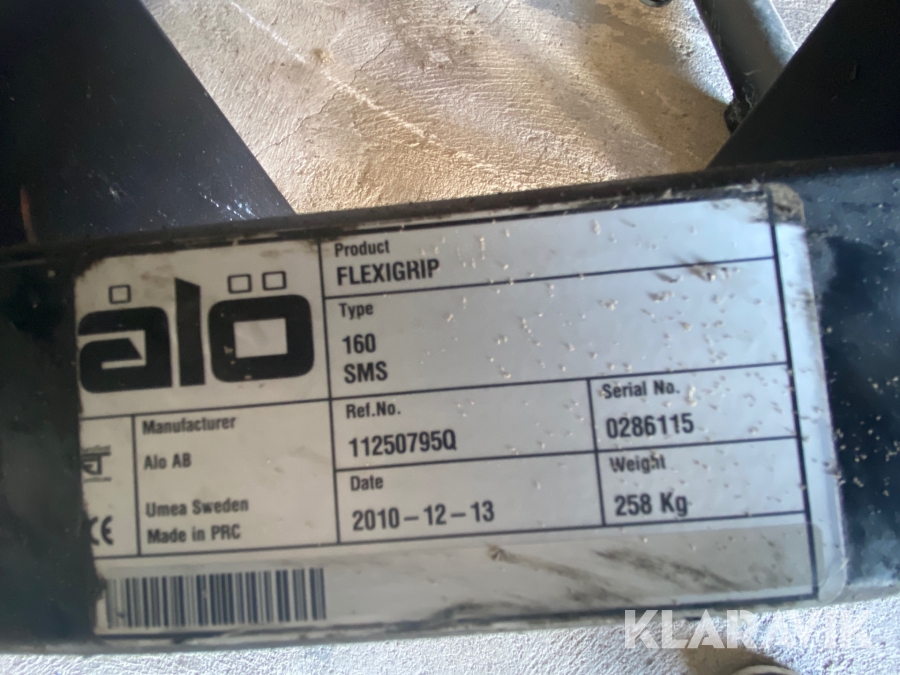 ålö
Product
FLEXIGRIP
Type
160
SMS
Manufacturer
Alo AB
Umea Sweden
Made in PRC
Ref.No.
11250795Q
Serial No.
0286115
Date
2010-12-13
Weight
258 Kg
CE
KLARAVIK